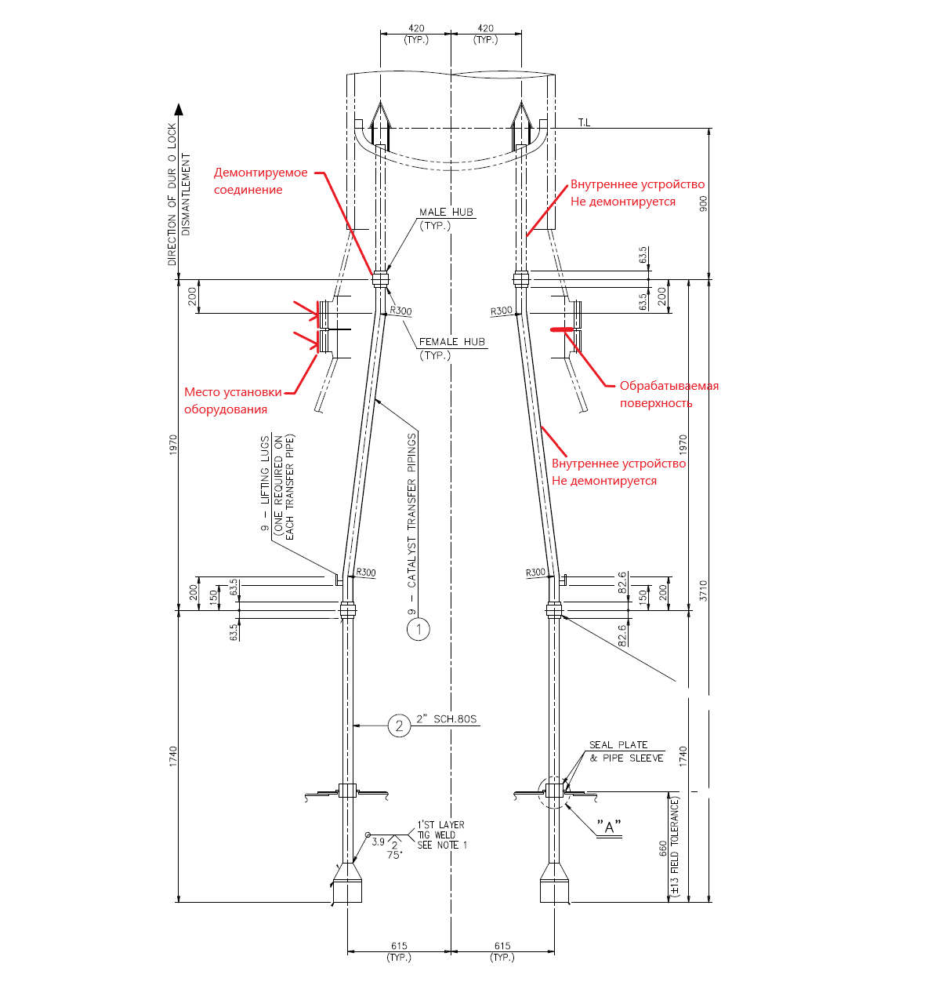 420
(TYP.)
420
(TYP.)
T.L
DIRECTION OF DUR O LOCK
DISMANTLEMENT
Демонтируемое
соединение
Внутреннее устройство
Не демонтируется
900
MALE HUB
(TYP.)
63.5
63.5
200
200
R300
R300
FEMALE HUB
(TYP.)
Место установки
оборудования
Обрабатываемая
поверхность
1970
1970
9 - LIFTING LUGS
(ONE REQUIRED ON
EACH TRANSFER PIPE)
9 - CATALYST TRANSFER PIPINGS
1
Внутреннее устройство
Не демонтируется
R300
R300
200
150
63.5
63.5
82.6
82.6
150
200
3710
2
2" SCH.80S
1740
1740
SEAL PLATE
& PIPE SLEEVE
"A"
1'ST LAYER
TIG WELD
SEE NOTE 1
3.9
2
75°
660
(±13 FIELD TOLERANCE)
615
(TYP.)
615
(TYP.)